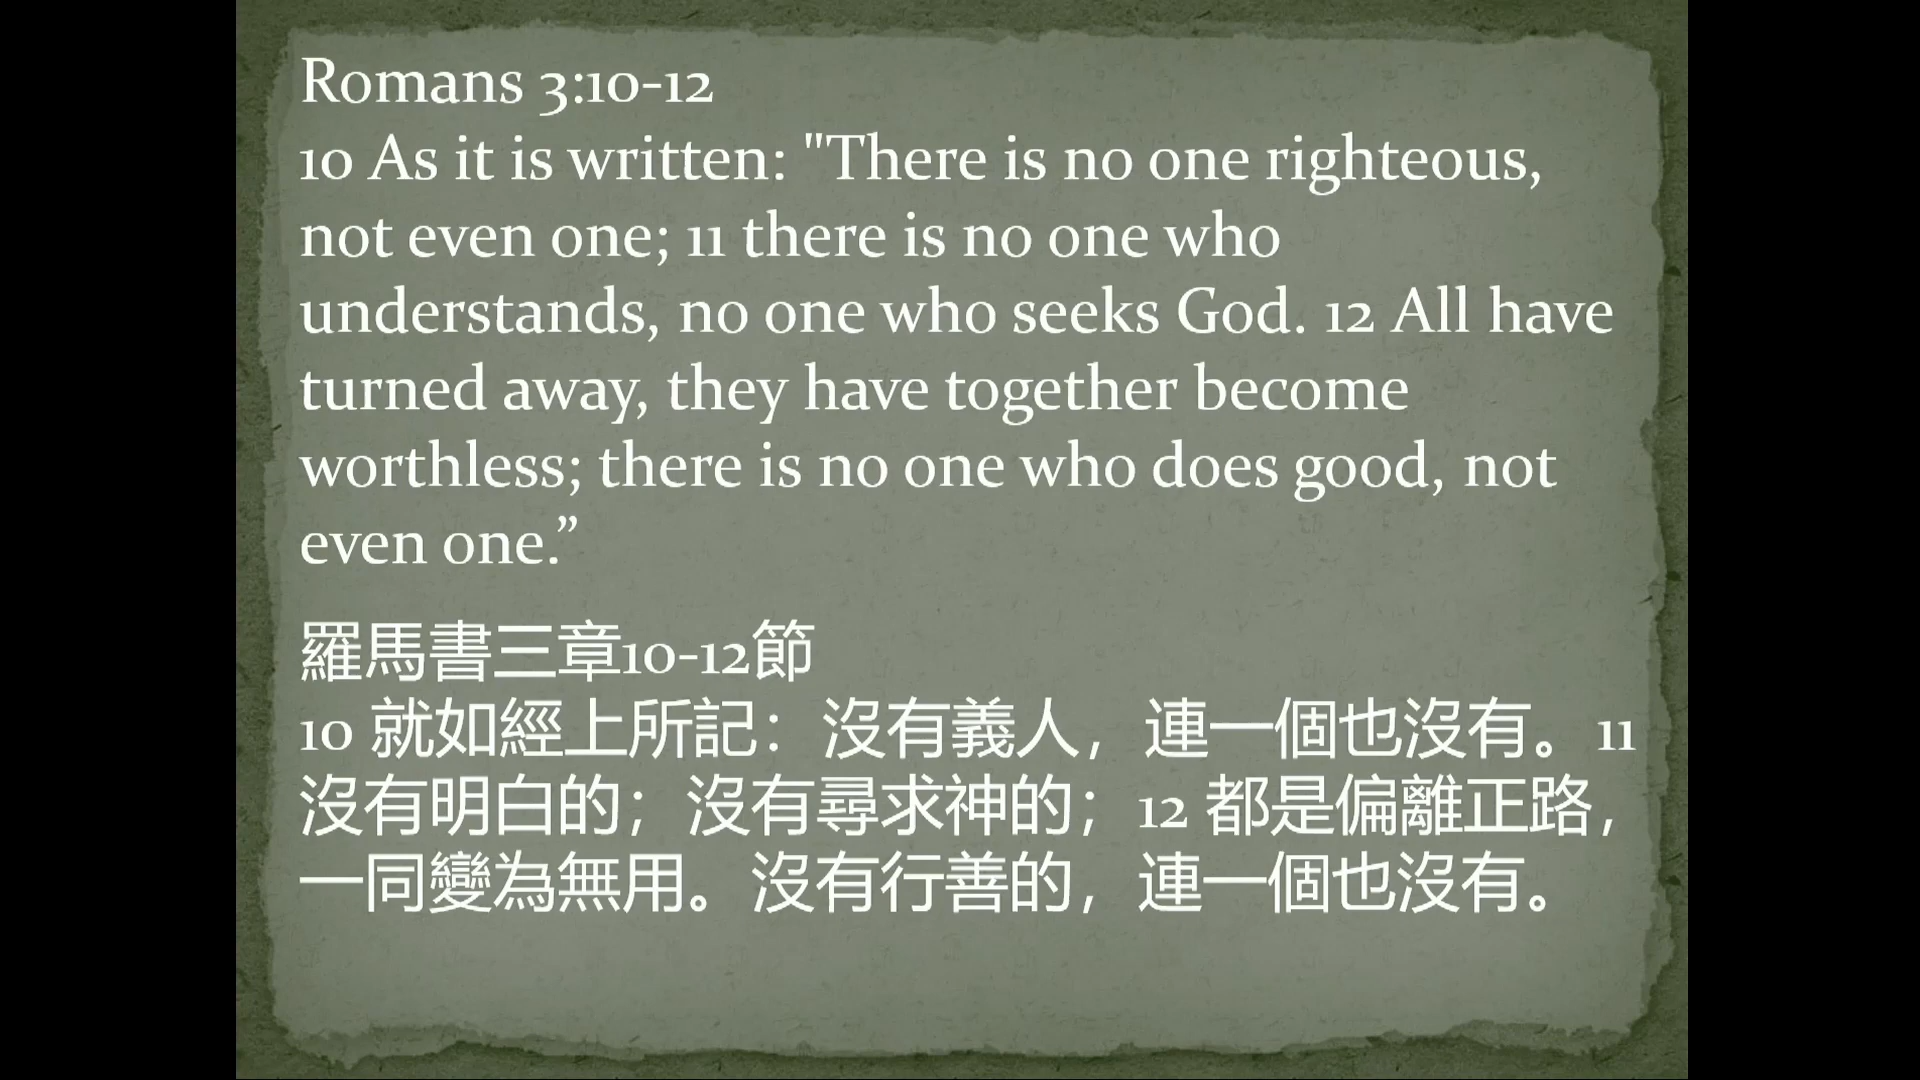 Romans 3:10-12
10 As it is written: "There is no one righteous,
not even one; 11 there is no one who
understands, no one who seeks God. 12 All have
turned away, they have together become
worthless; there is no one who does good, not
even one.”
羅馬書三章10-12節
10 就如經上所記：沒有義人，連一個也沒有。11
沒有明白的；沒有尋求神的；12 都是偏離正路，
一同變為無用。沒有行善的，連一個也沒有。